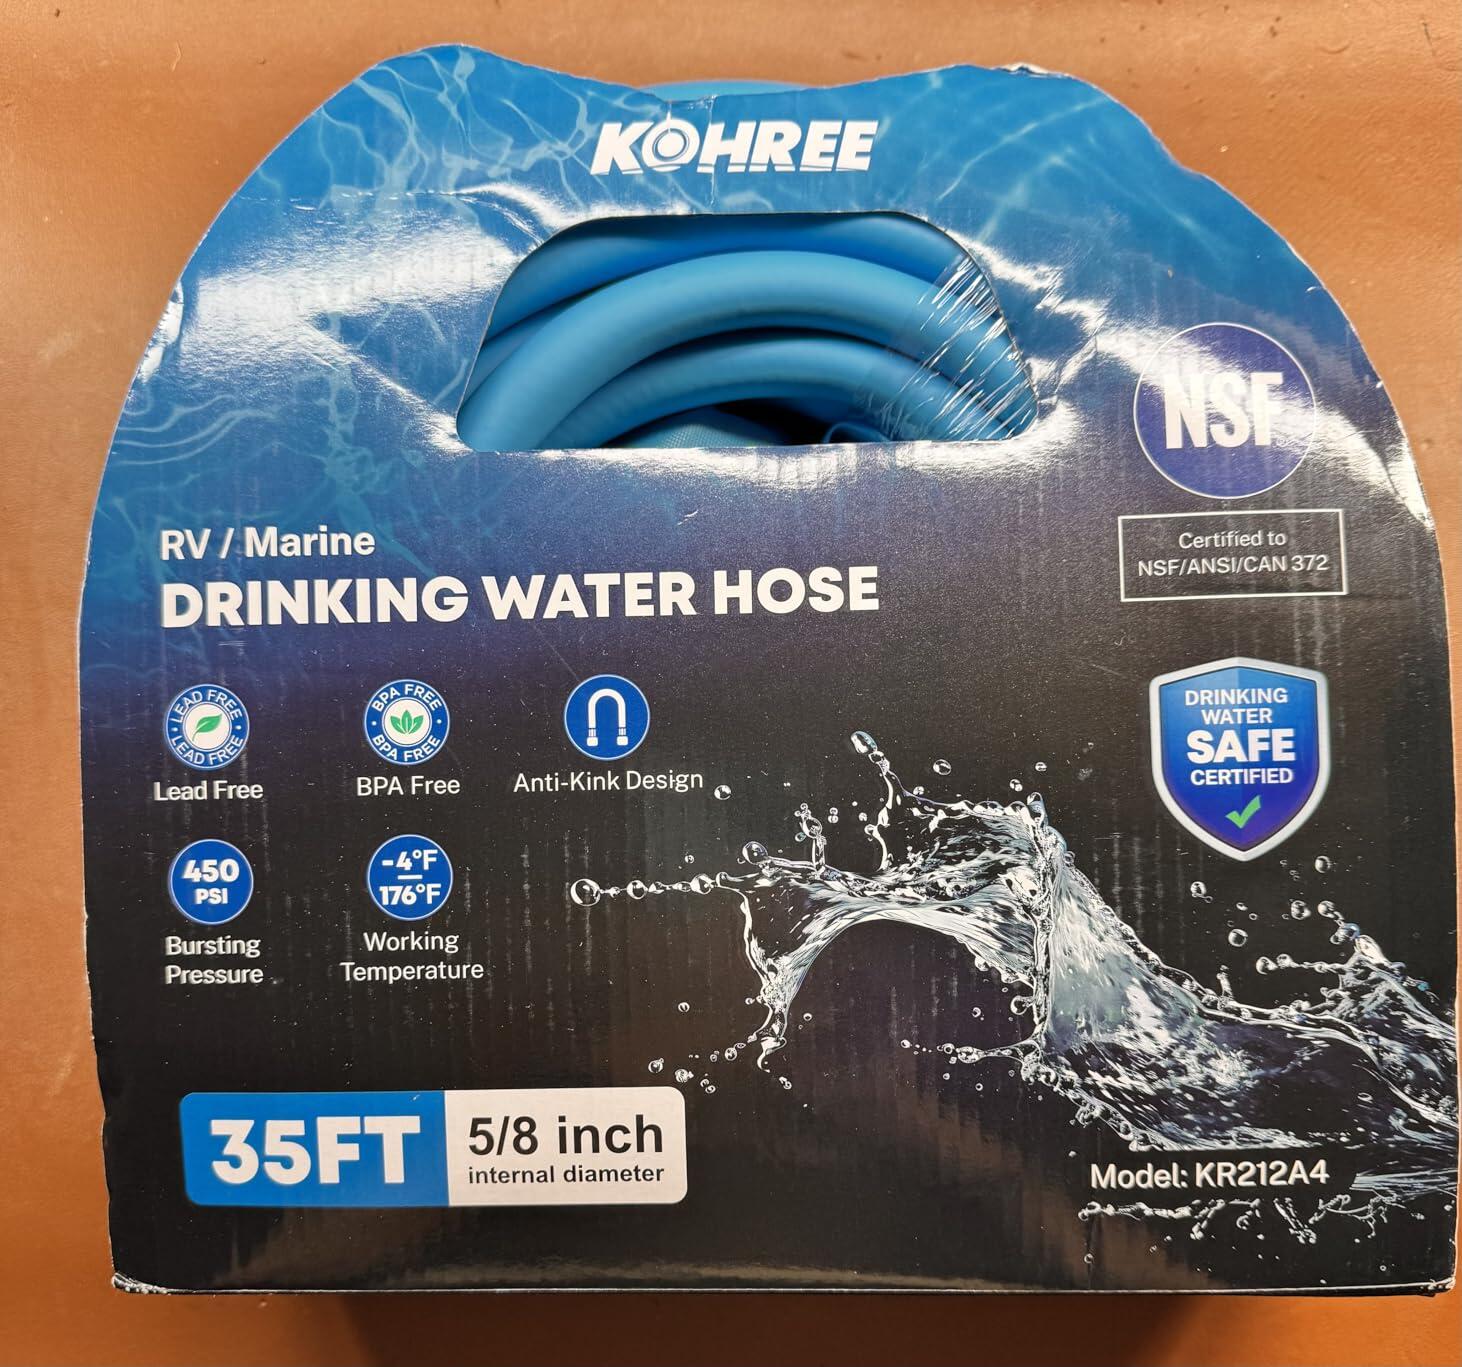 KOHREE
NSF
Certified to
NSF/ANSI/CAN 372
RV / Marine
DRINKING WATER HOSE
LEAD FREE
LEAD FREE
Lead Free
BPA FREE
BPA FREE
BPA Free
Anti-Kink Design
DRINKING
WATER
SAFE
CERTIFIED
450
PSI
Bursting
Pressure
-4°F
176°F
Working
Temperature
35FT
5/8 inch
internal diameter
Model: KR212A4